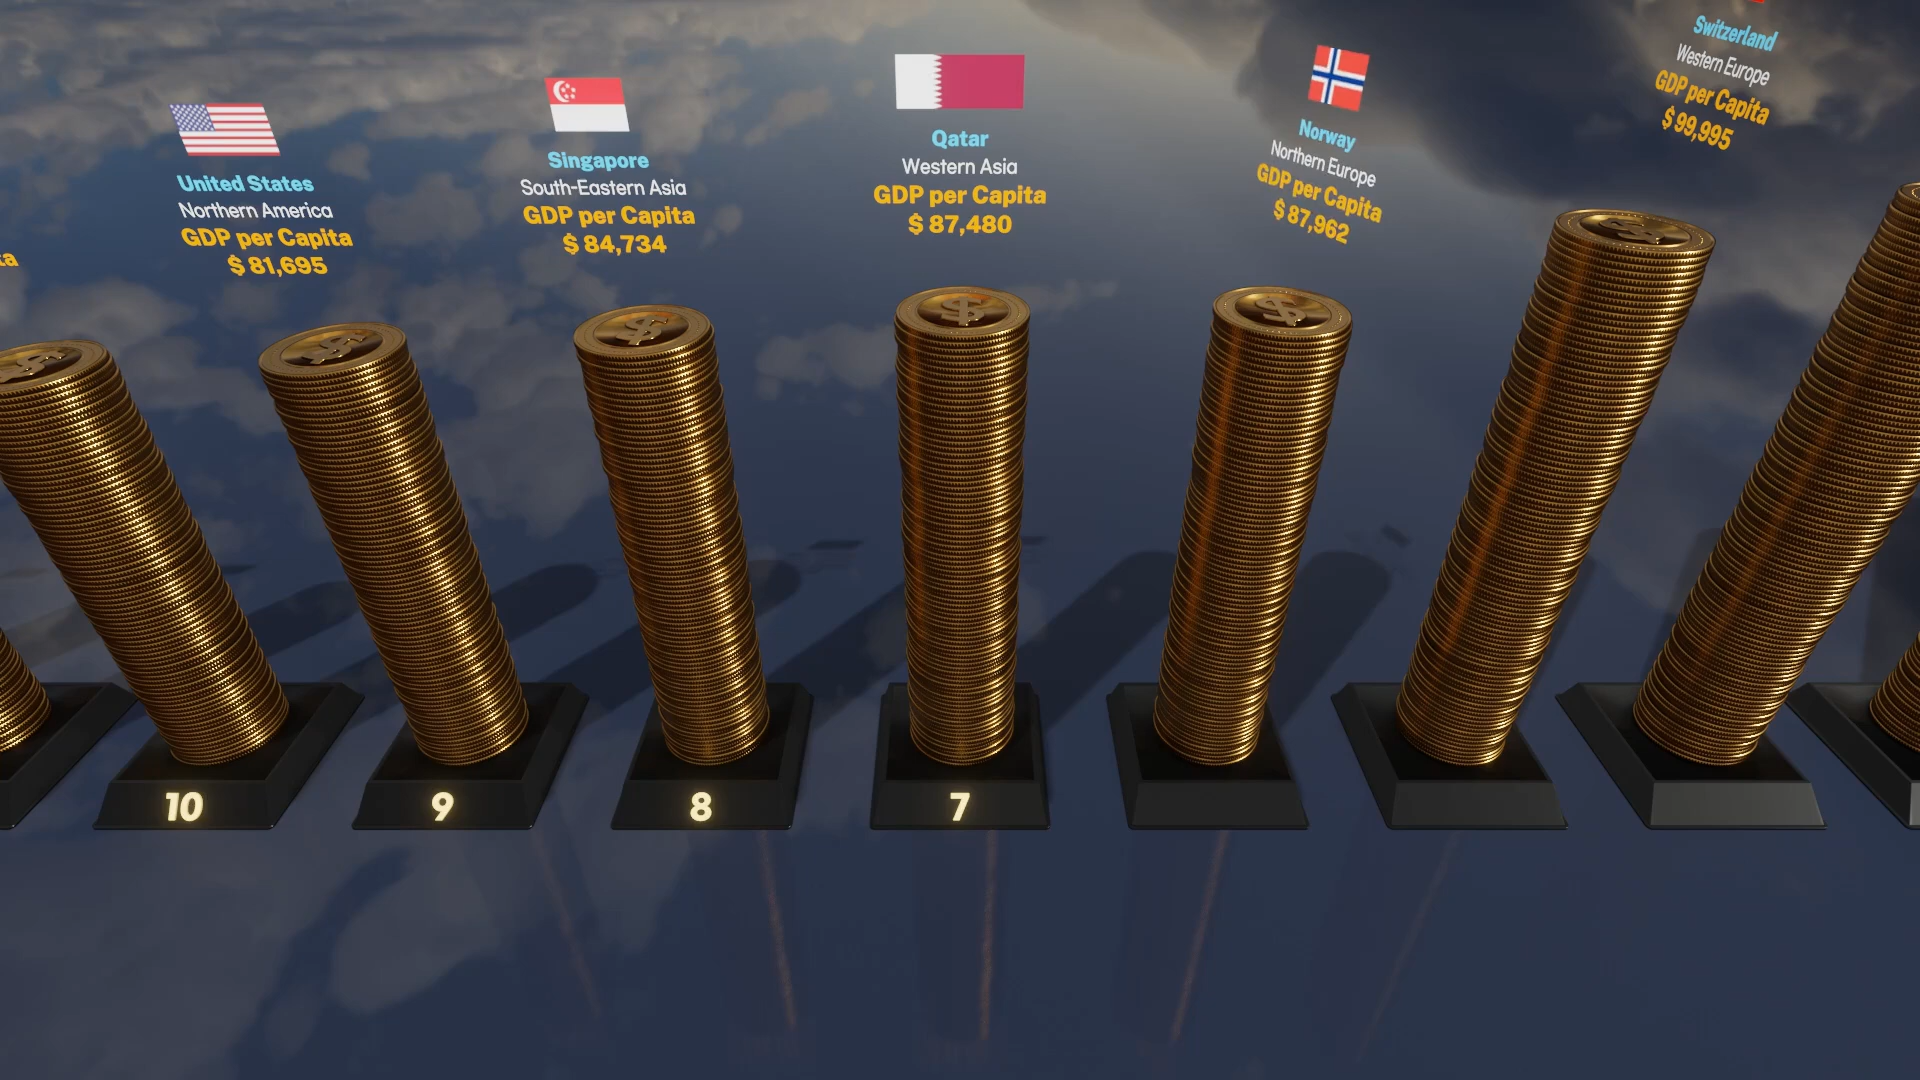 United States
Northern America
GDP per Capita
$ 81,695
Singapore
South-Eastern Asia
GDP per Capita
$ 84,734
Qatar
Western Asia
GDP per Capita
$ 87,480
Norway
Northern Europe
GDP per Capita
$ 87,962
Switzerland
Western Europe
GDP per Capita
$ 99,995
10
9
8
7